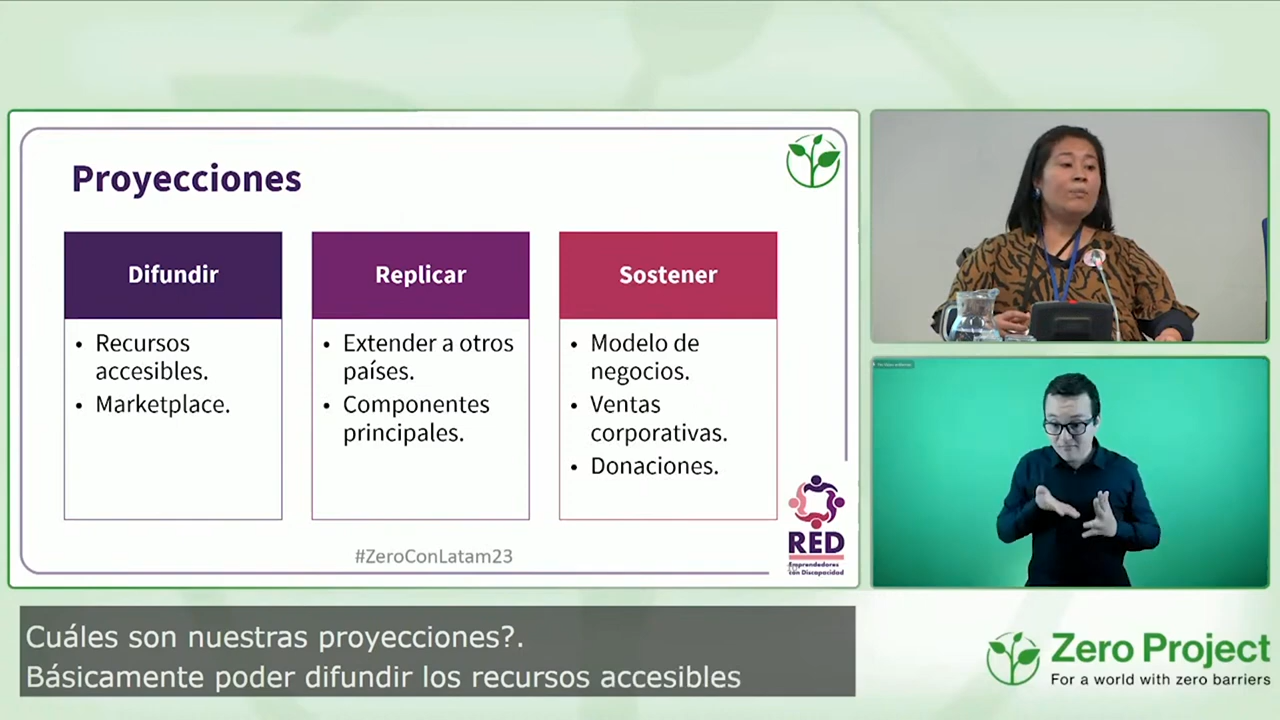 Proyecciones
Difundir
• Recursos
accesibles.
• Marketplace.
Replicar
• Extender a otros
países.
• Componentes
principales.
Sostener
• Modelo de
negocios.
• Ventas
corporativas.
• Donaciones.
#ZeroConLatam23
RED
Emprendedores
con Discapacidad
Cuáles son nuestras proyecciones?.
Básicamente poder difundir los recursos accesibles
Zero Project
For a world with zero barriers